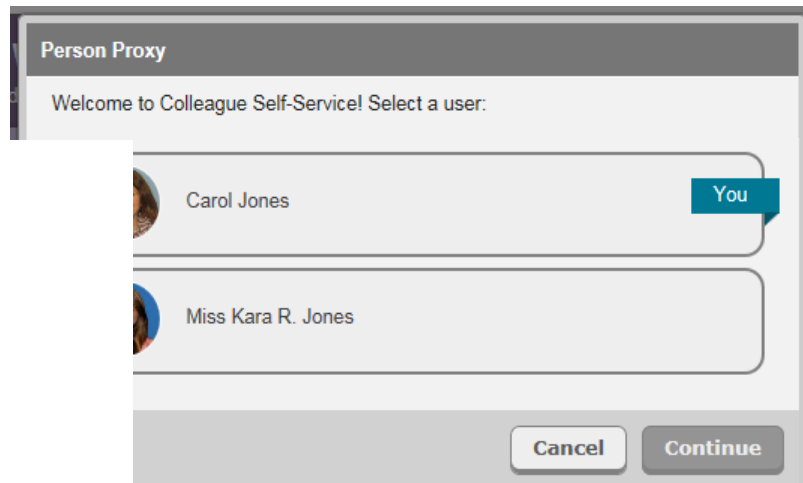 Person Proxy
Welcome to Colleague Self-Service! Select a user:
Carol Jones
You
Miss Kara R. Jones
Cancel
Continue